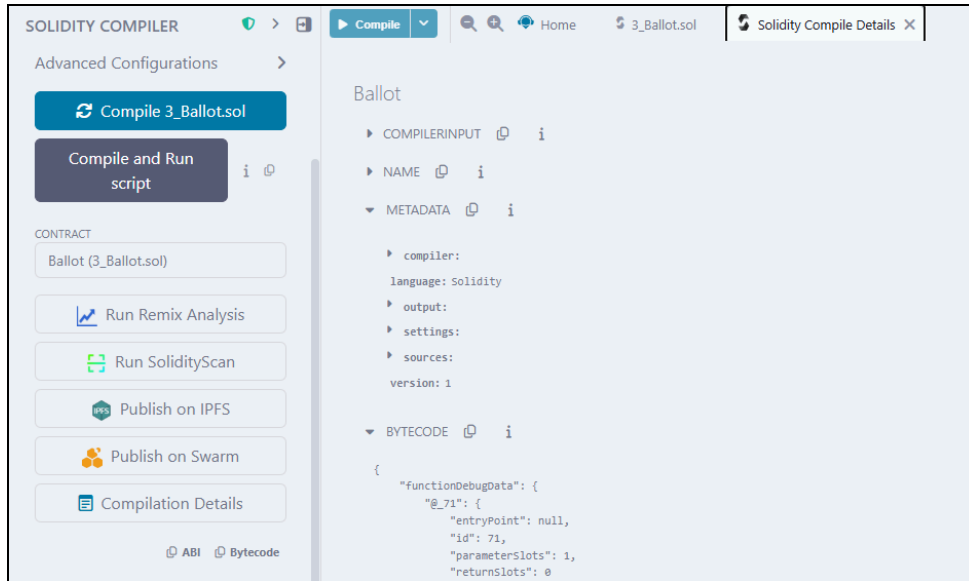 SOLIDITY COMPILER
Advanced Configurations
Compile 3_Ballot.sol
Compile and Run
script
CONTRACT
Ballot (3_Ballot.sol)
Run Remix Analysis
Run SolidityScan
IPFS
Publish on IPFS
Publish on Swarm
Compilation Details
ABI Bytecode
Compile Home 3_Ballot.sol Solidity Compile Details
Ballot
COMPILERINPUT
NAME
METADATA
compiler:
language: Solidity
output:
settings:
sources:
version: 1
BYTECODE
{
"functionDebugData": {
"@_71": {
"entryPoint": null,
"id": 71,
"parameterSlots": 1,
"returnSlots": 0